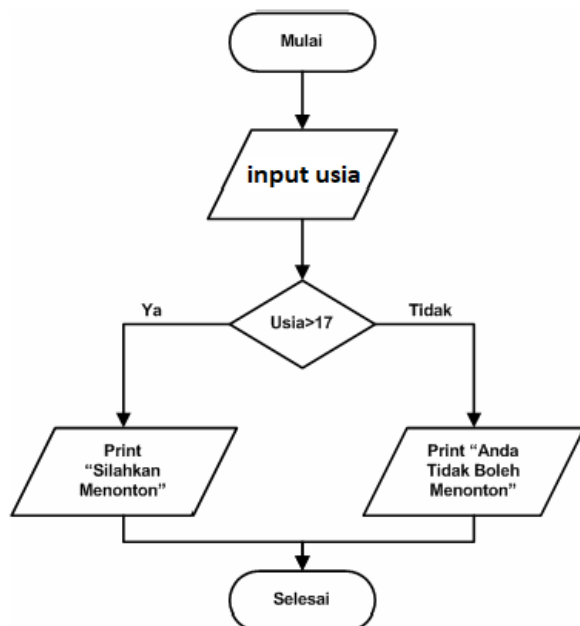 Mulai
input usia
Usia>17
Ya
Tidak
Print
“Silahkan
Menonton”
Print “Anda
Tidak Boleh
Menonton”
Selesai